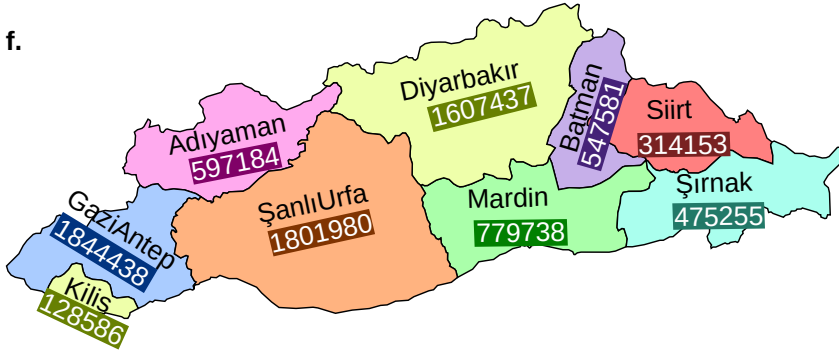 f.
Diyarbakır
1607437
Batman
547581
Siirt
314153
Adıyaman
597184
GaziAntep
1844438
ŞanlıUrfa
1801980
Mardin
779738
Şırnak
475255
Kilis
128586